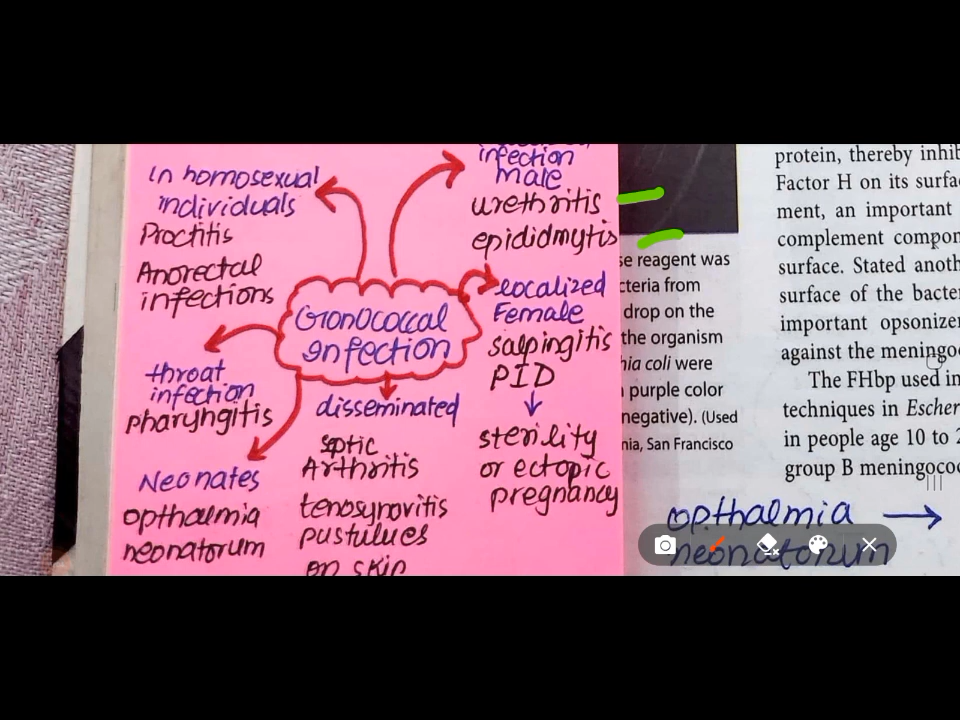 In homosexual
individuals
Proctitis
Anorectal
infections
infection
male
urethritis
epididmytis
localized
Female
salpingitis
PID
↓
sterility
or ectopic
pregnancy
Gonococcal
Infection
throat
infection
pharyngitis
disseminated
septic
Arthritis
tenosynovitis
pustulues
on skin
Neonates
opthalmia
neonatorum
se reagent was
cteria from
drop on the
the organism
hia coli were
purple color
negative). (Used
nia, San Francisco
protein, thereby inhib
Factor H on its surfa
ment, an important
complement compon
surface. Stated anoth
surface of the bacte
important opsonize
against the meningo
The FHbp used in
techniques in Escher
in people age 10 to 2
group B meningococ
opthalmia →
neonatorum